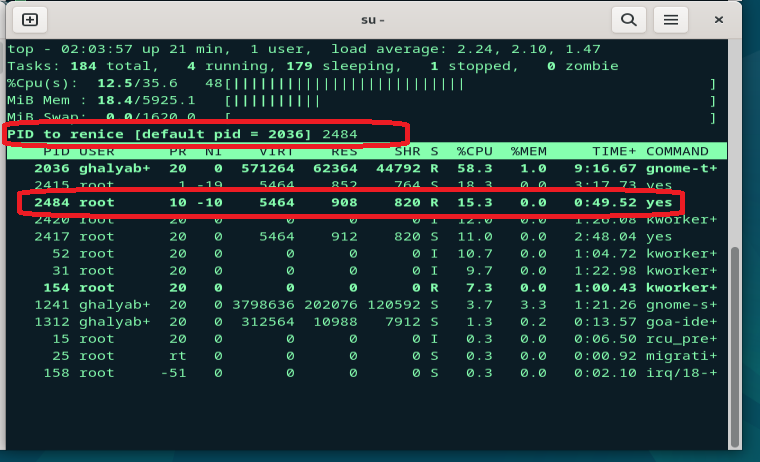 su -
top - 02:03:57 up 21 min,  1 user,  load average: 2.24, 2.10, 1.47
Tasks: 184 total,   4 running, 179 sleeping,   1 stopped,   0 zombie
%Cpu(s):  12.5/35.6   48[||||||||||||||||||||||||||||||                    ]
MiB Mem : 18.4/5925.1   [|||||||||||                    ]
MiB Swap:  0.0/1620.0   [                    ]
PID to renice [default pid = 2036] 2484
PID USER      PR  NI    VIRT    RES    SHR S  %CPU  %MEM     TIME+ COMMAND
2036 ghalyab+  20   0  571264  62364  44792 R  58.3   1.0   9:16.67 gnome-t+
2415 root       1 -19    5464    852    764 S  18.3   0.0   3:17.73 yes
2484 root      10 -10    5464    908    820 R  15.3   0.0   0:49.52 yes
2420 root      20   0       0      0      0 I  12.0   0.0   1:26.08 kworker+
2417 root      20   0    5464    912    820 S  11.0   0.0   2:48.04 yes
52 root      20   0       0      0      0 I  10.7   0.0   1:04.72 kworker+
31 root      20   0       0      0      0 I   9.7   0.0   1:22.98 kworker+
154 root      20   0       0      0      0 R   7.3   0.0   1:00.43 kworker+
1241 ghalyab+  20   0 3798636 202076 120592 S   3.7   3.3   1:21.26 gnome-s+
1312 ghalyab+  20   0  312564  10988   7912 S   1.3   0.2   0:13.57 goa-ide+
15 root      20   0       0      0      0 I   0.3   0.0   0:06.50 rcu_pre+
25 root      rt   0       0      0      0 S   0.3   0.0   0:00.92 migrati+
158 root     -51   0       0      0      0 S   0.3   0.0   0:02.10 irq/18-+